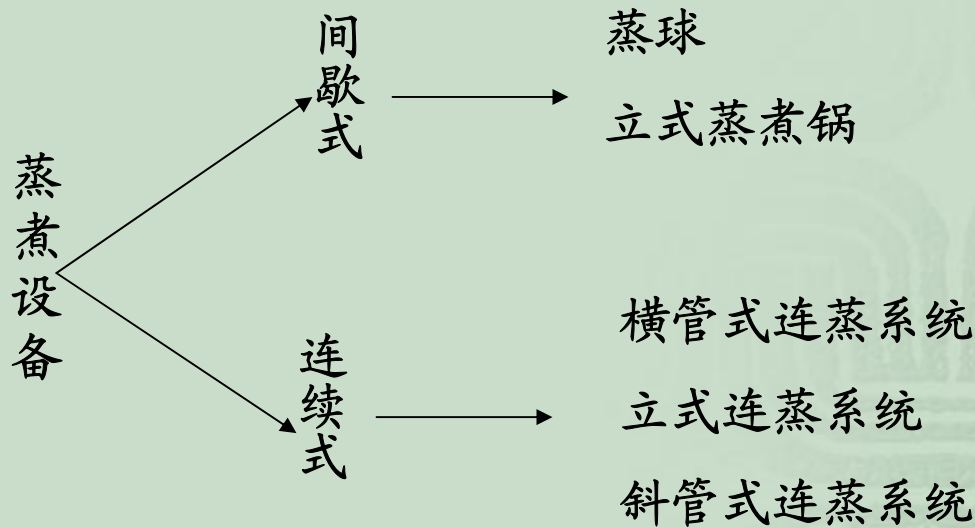 蒸煮设备
间歇式
蒸球
立式蒸煮锅
连续式
横管式连蒸系统
立式连蒸系统
斜管式连蒸系统